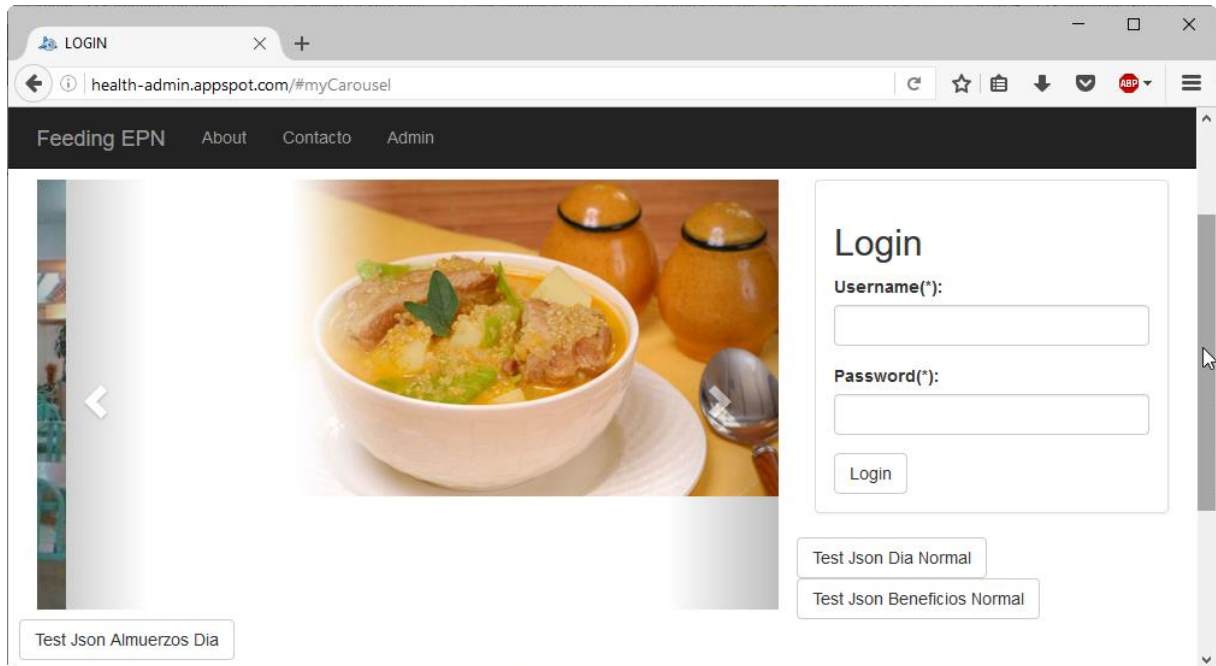 LOGIN
health-admin.appspot.com/#myCarousel
ABP
Feeding EPN About Contacto Admin
Login
Username(*):
Password(*):
Login
Test Json Dia Normal
Test Json Beneficios Normal
Test Json Almuerzos Dia